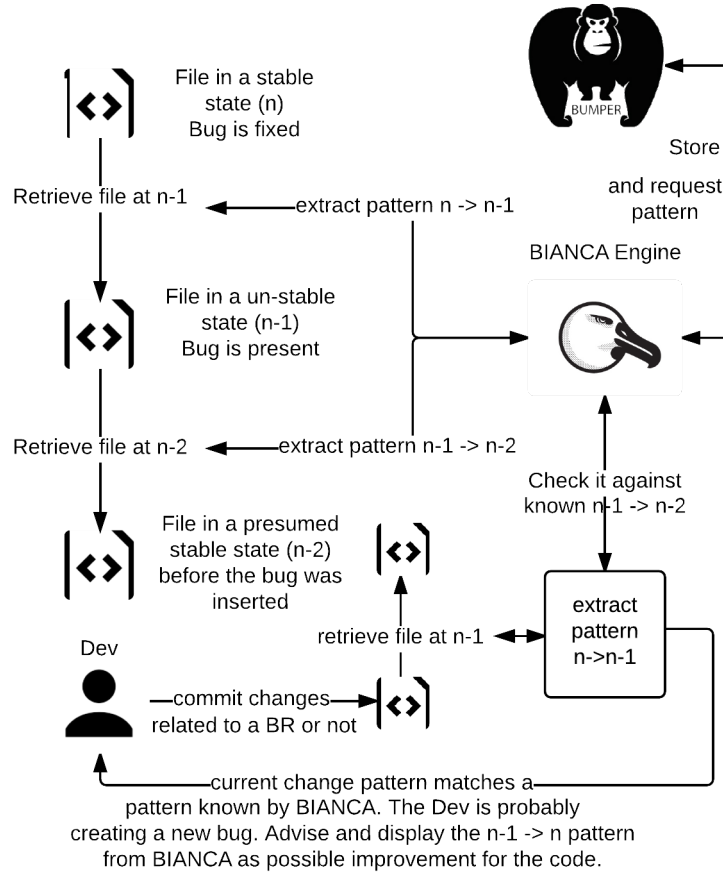 File in a stable
state (n)
Bug is fixed
BUMPER
Store
and request
pattern
Retrieve file at n-1
extract pattern n -> n-1
BIANCA Engine
File in a un-stable
state (n-1)
Bug is present
Retrieve file at n-2
extract pattern n-1 -> n-2
Check it against
known n-1 -> n-2
File in a presumed
stable state (n-2)
before the bug was
inserted
extract
pattern
n->n-1
retrieve file at n-1
Dev
commit changes
related to a BR or not
current change pattern matches a
pattern known by BIANCA. The Dev is probably
creating a new bug. Advise and display the n-1 -> n pattern
from BIANCA as possible improvement for the code.